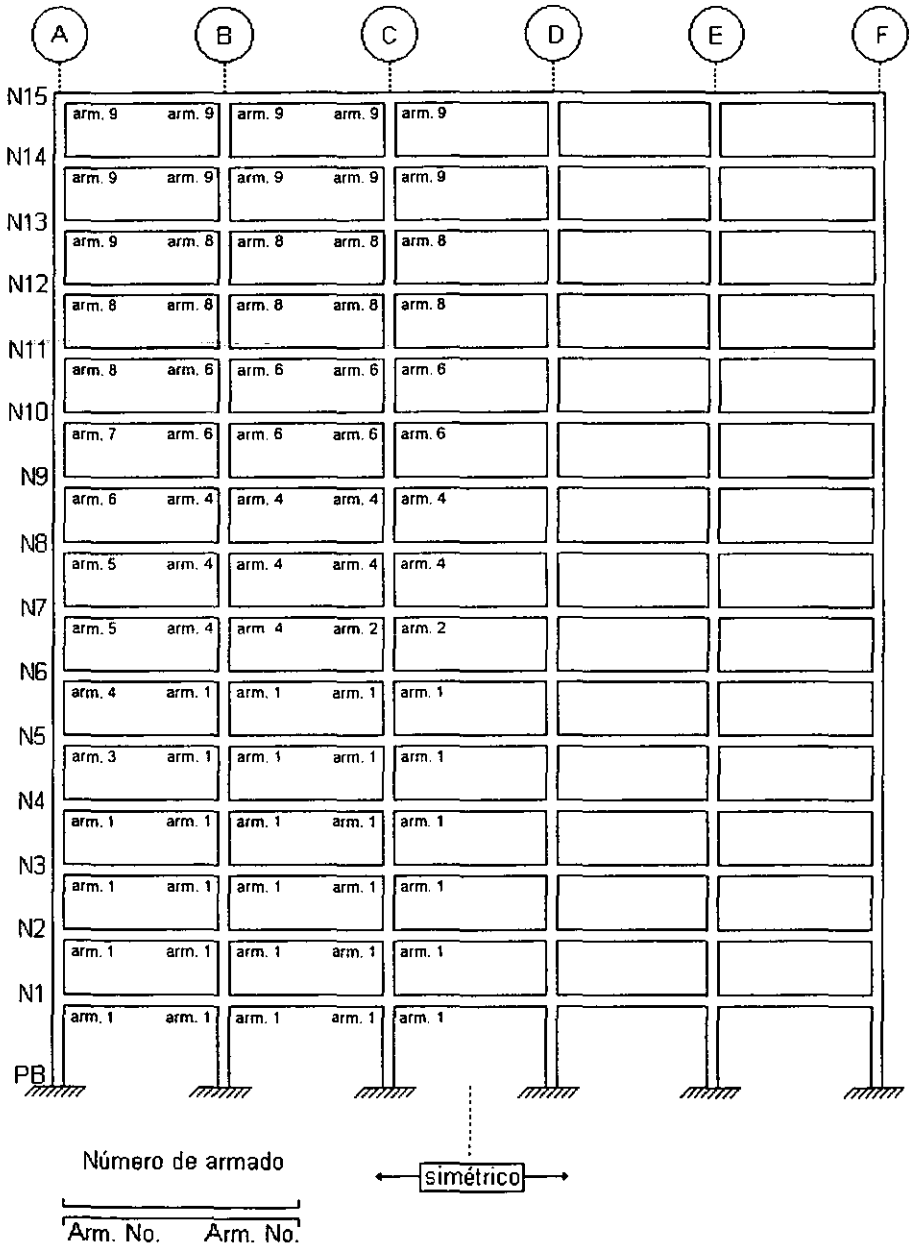 A B C D E F
N15
arm. 9 arm. 9 arm. 9 arm. 9 arm. 9
N14
arm. 9 arm. 9 arm. 9 arm. 9 arm. 9
N13
arm. 9 arm. 8 arm. 8 arm. 8 arm. 8
N12
arm. 8 arm. 8 arm. 8 arm. 8 arm. 8
N11
arm. 8 arm. 6 arm. 6 arm. 6 arm. 6
N10
arm. 7 arm. 6 arm. 6 arm. 6 arm. 6
N9
arm. 6 arm. 4 arm. 4 arm. 4 arm. 4
N8
arm. 5 arm. 4 arm. 4 arm. 4 arm. 4
N7
arm. 5 arm. 4 arm 4 arm. 2 arm. 2
N6
arm. 4 arm. 1 arm. 1 arm. 1 arm. 1
N5
arm. 3 arm. 1 arm. 1 arm. 1 arm. 1
N4
arm. 1 arm. 1 arm. 1 arm. 1 arm. 1
N3
arm. 1 arm. 1 arm. 1 arm. 1 arm. 1
N2
arm. 1 arm. 1 arm. 1 arm. 1 arm. 1
N1
arm. 1 arm. 1 arm. 1 arm. 1 arm. 1
PB
Número de armado
simétrico
Arm. No. Arm. No.